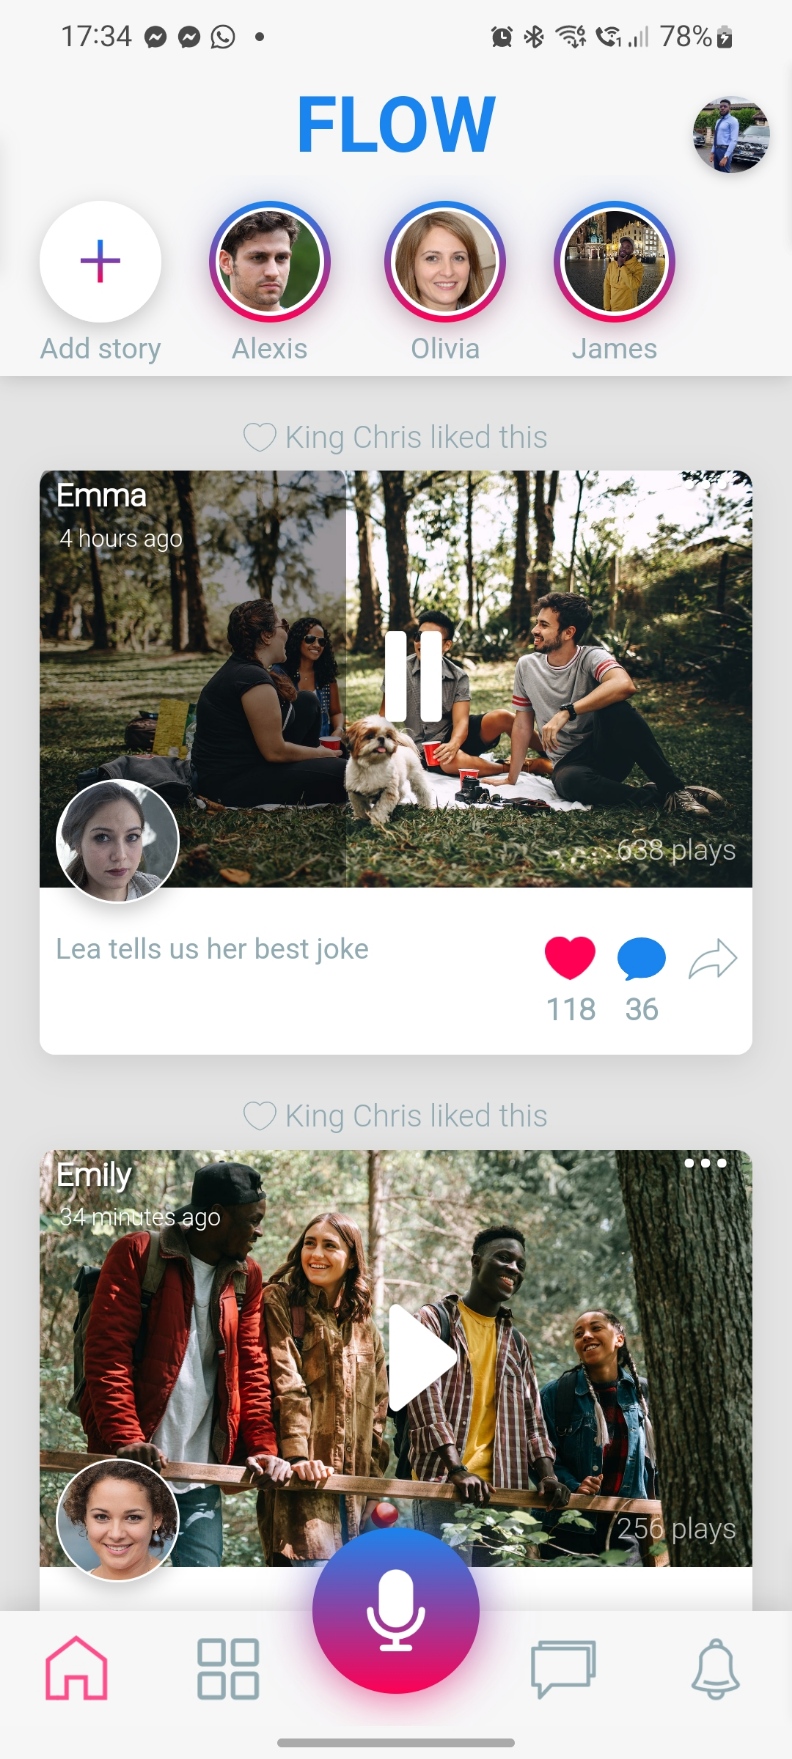 17:34
78%
FLOW
Add story
Alexis
Olivia
James
King Chris liked this
Emma
4 hours ago
638 plays
Lea tells us her best joke
118
36
King Chris liked this
Emily
34 minutes ago
256 plays